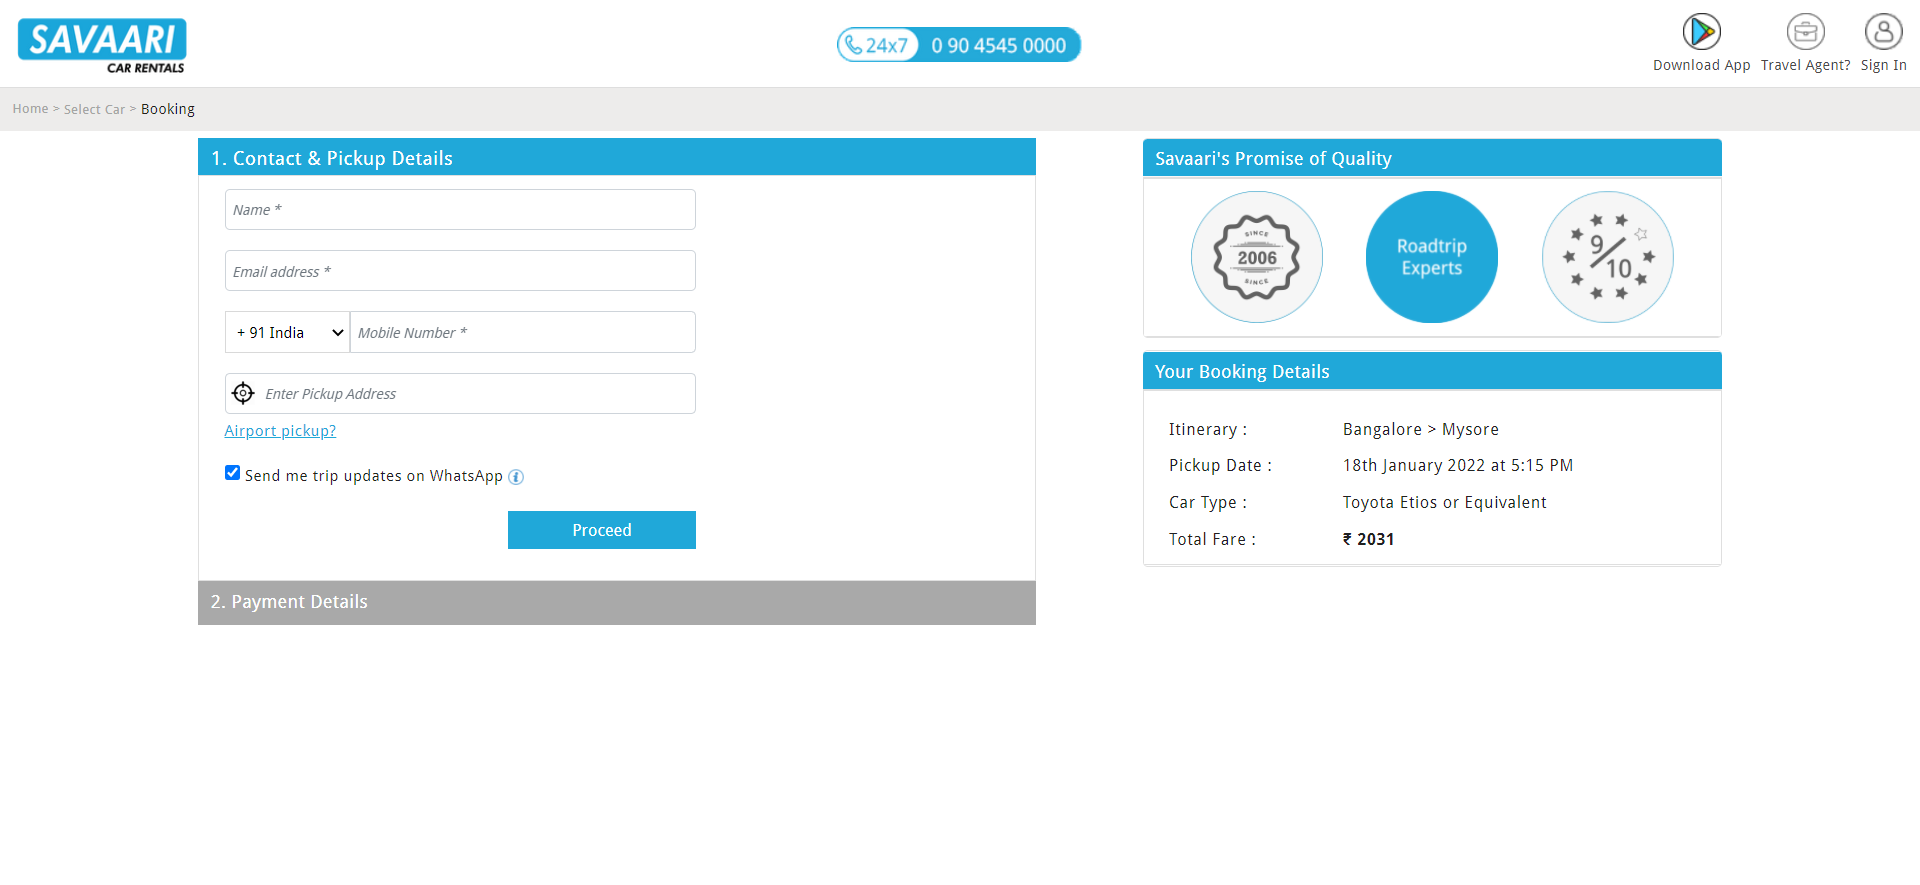 SAVAARI
CAR RENTALS
24x7 0 90 4545 0000
Download App
Travel Agent?
Sign In
Home > Select Car > Booking
1. Contact & Pickup Details
Name *
Email address *
+ 91 India
Mobile Number *
Enter Pickup Address
Airport pickup?
Send me trip updates on WhatsApp i
Proceed
2. Payment Details
Savaari's Promise of Quality
SINCE
2006
SINCE
Roadtrip
Experts
9/10
Your Booking Details
Itinerary : Bangalore > Mysore
Pickup Date : 18th January 2022 at 5:15 PM
Car Type : Toyota Etios or Equivalent
Total Fare : ₹ 2031